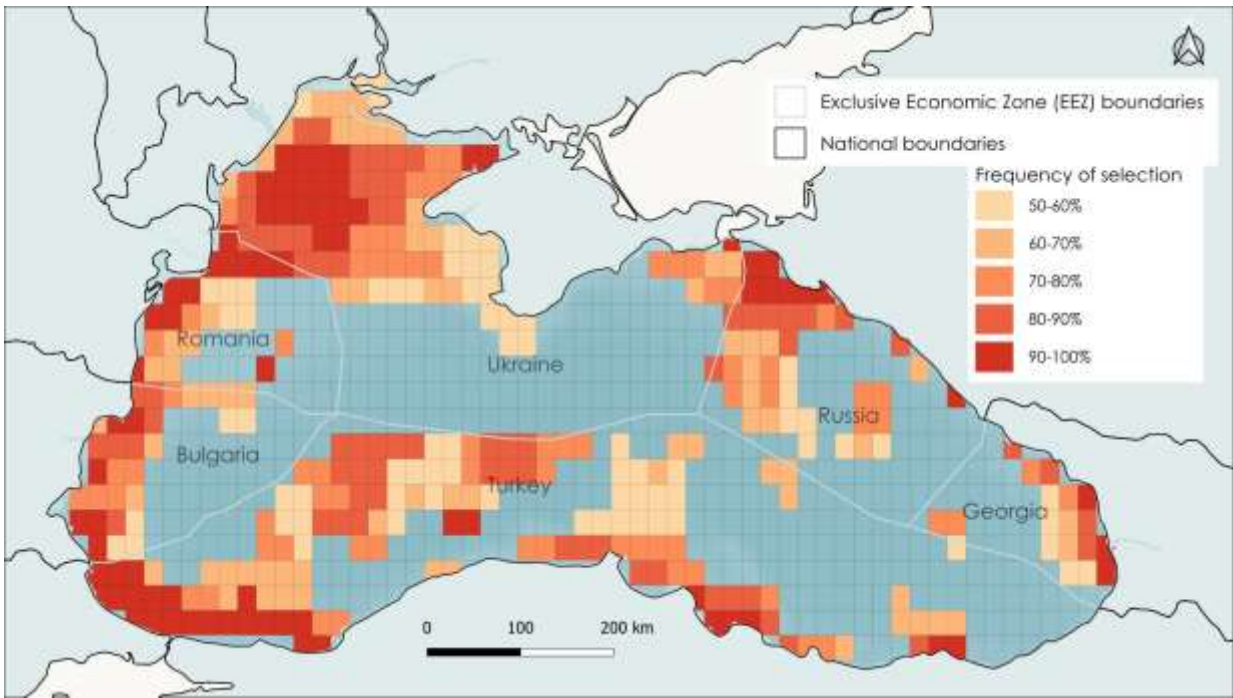 Exclusive Economic Zone (EEZ) boundaries
National boundaries
Frequency of selection
50-60%
60-70%
70-80%
80-90%
90-100%
Romania
Ukraine
Russia
Bulgaria
Turkey
Georgia
0 100 200 km